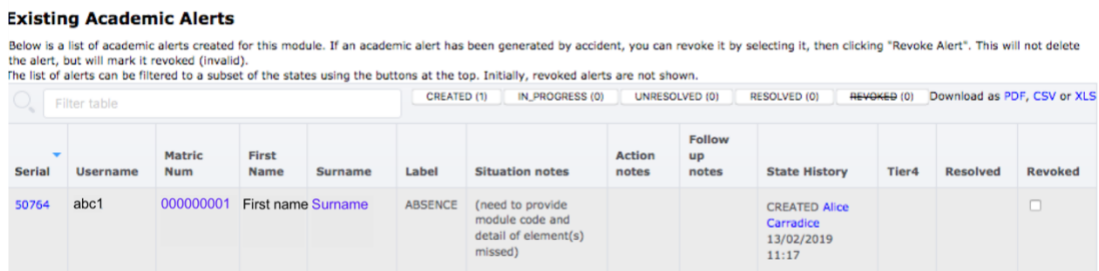 Existing Academic Alerts
Below is a list of academic alerts created for this module. If an academic alert has been generated by accident, you can revoke it by selecting it, then clicking "Revoke Alert". This will not delete
the alert, but will mark it revoked (invalid).
The list of alerts can be filtered to a subset of the states using the buttons at the top. Initially, revoked alerts are not shown.
Filter table
CREATED (1) IN_PROGRESS (0) UNRESOLVED (0) RESOLVED (0) REVOKED (0) Download as PDF, CSV or XLS
Serial Username Matric Num First Name Surname Label Situation notes Action notes Follow up notes State History Tier4 Resolved Revoked
50764 abc1 000000001 First name Surname ABSENCE
(need to provide
module code and
detail of element(s)
missed)
CREATED Alice
Carradice
13/02/2019
11:17